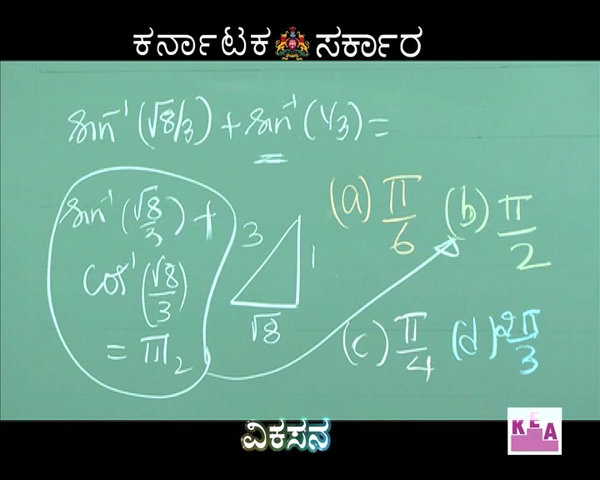 ಕರ್ನಾಟಕ ಸರ್ಕಾರ
sin⁻¹(√8/3) + sin⁻¹(1/3) =
sin⁻¹(√8/3) +
cos⁻¹(√8/3)
= π/2
3
1
√8
(a) π/6 (b) π/2
(c) π/4 (d) 2π/3
ವಿಕಸನ
KEA